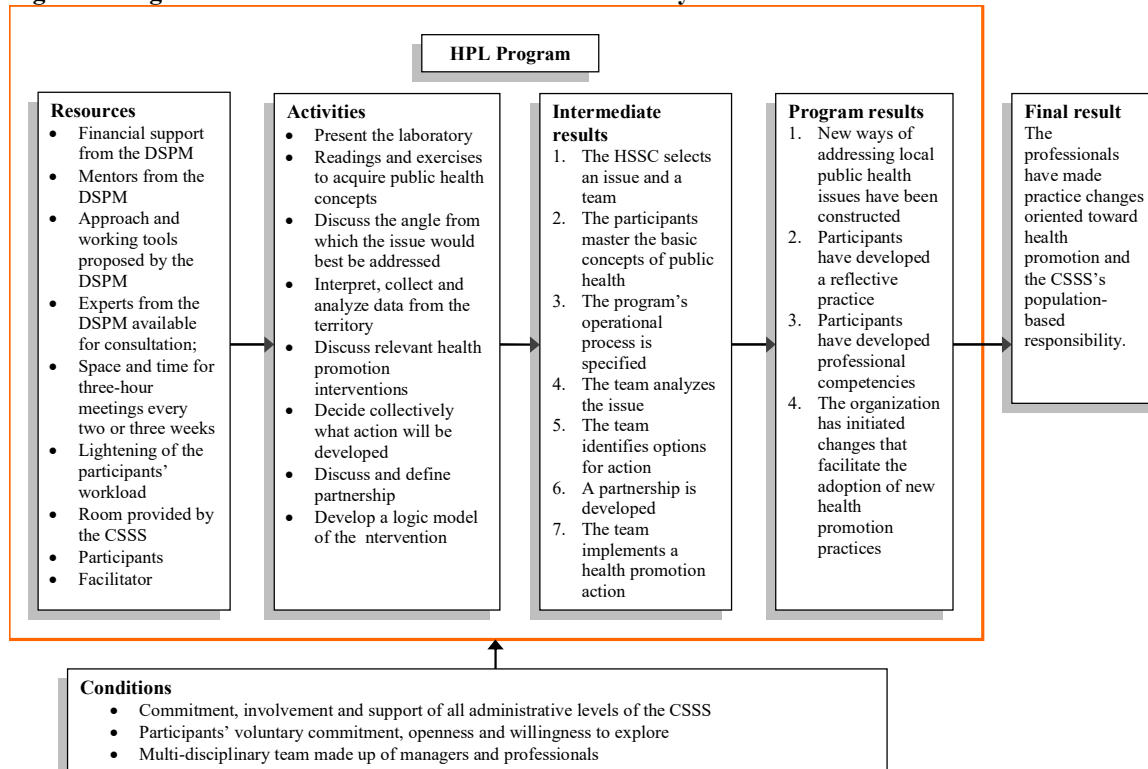 HPL Program
Resources
• Financial support
from the DSPM
• Mentors from the
DSPM
• Approach and
working tools
proposed by the
DSPM
• Experts from the
DSPM available
for consultation;
• Space and time for
three-hour
meetings every
two or three weeks
• Lightening of the
participants’
workload
• Room provided by
the CSSS
• Participants
• Facilitator
Activities
• Present the laboratory
• Readings and exercises
to acquire public health
concepts
• Discuss the angle from
which the issue would
best be addressed
• Interpret, collect and
analyze data from the
territory
• Discuss relevant health
promotion
interventions
• Decide collectively
what action will be
developed
• Discuss and define
partnership
• Develop a logic model
of the ntervention
Intermediate
results
1. The HSSC selects
an issue and a
team
2. The participants
master the basic
concepts of public
health
3. The program’s
operational
process is
specified
4. The team analyzes
the issue
5. The team
identifies options
for action
6. A partnership is
developed
7. The team
implements a
health promotion
action
Program results
1. New ways of
addressing local
public health
issues have been
constructed
2. Participants
have developed
a reflective
practice
3. Participants
have developed
professional
competencies
4. The organization
has initiated
changes that
facilitate the
adoption of new
health
promotion
practices
Final result
The
professionals
have made
practice changes
oriented toward
health
promotion and
the CSSS’s
population-
based
responsibility.
Conditions
• Commitment, involvement and support of all administrative levels of the CSSS
• Participants’ voluntary commitment, openness and willingness to explore
• Multi-disciplinary team made up of managers and professionals